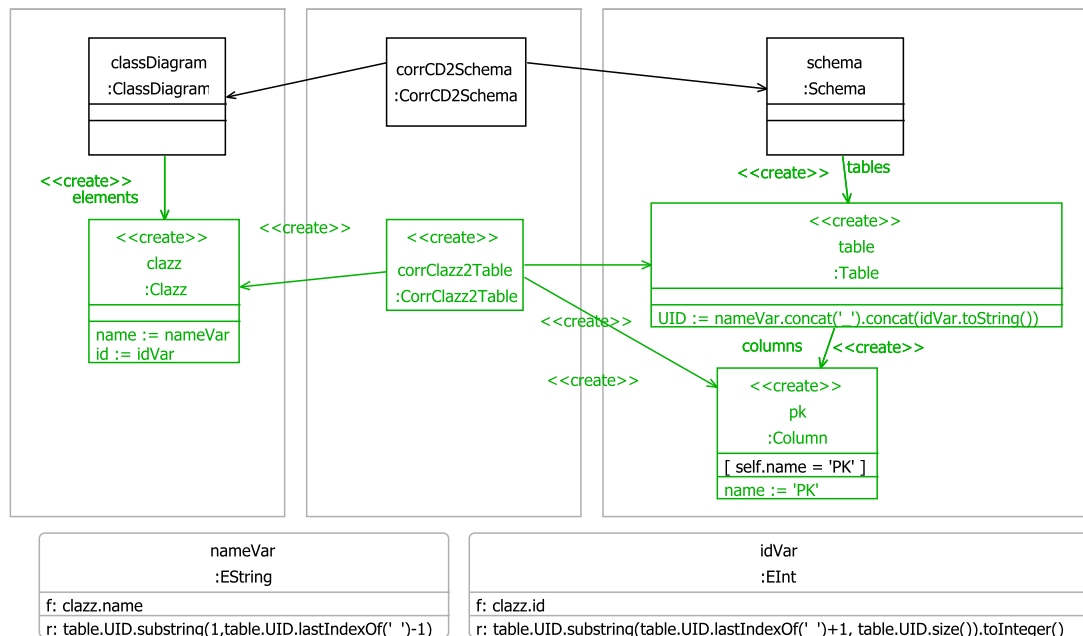 classDiagram
:ClassDiagram
corrCD2Schema
:CorrCD2Schema
schema
:Schema
<<create>>
elements
<<create>>
tables
<<create>>
clazz
:Clazz
name := nameVar
id := idVar
<<create>>
<<create>>
corrClazz2Table
:CorrClazz2Table
<<create>>
table
:Table
UID := nameVar.concat('_').concat(idVar.toString())
<<create>>
<<create>>
columns
<<create>>
<<create>>
pk
:Column
[ self.name = 'PK' ]
name := 'PK'
nameVar
:EString
f: clazz.name
r: table.UID.substring(1,table.UID.lastIndexOf('_')-1)
idVar
:EInt
f: clazz.id
r: table.UID.substring(table.UID.lastIndexOf('_')+1, table.UID.size()).toInteger()